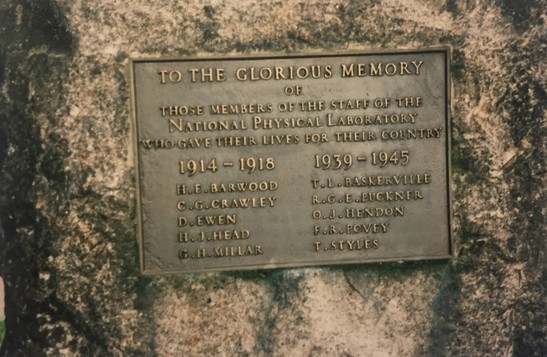 TO THE GLORIOUS MEMORY
OF
THOSE MEMBERS OF THE STAFF OF THE
NATIONAL PHYSICAL LABORATORY
WHO GAVE THEIR LIVES FOR THEIR COUNTRY
1914 – 1918 1939 – 1945
H.E. BARWOOD T.L. BASKERVILLE
C.G. CRAWLEY R.G.E. BUCKNER
D. EWEN O.J. HENDON
H.J. HEAD F.R. POVEY
G.H. MILLAR T. STYLES